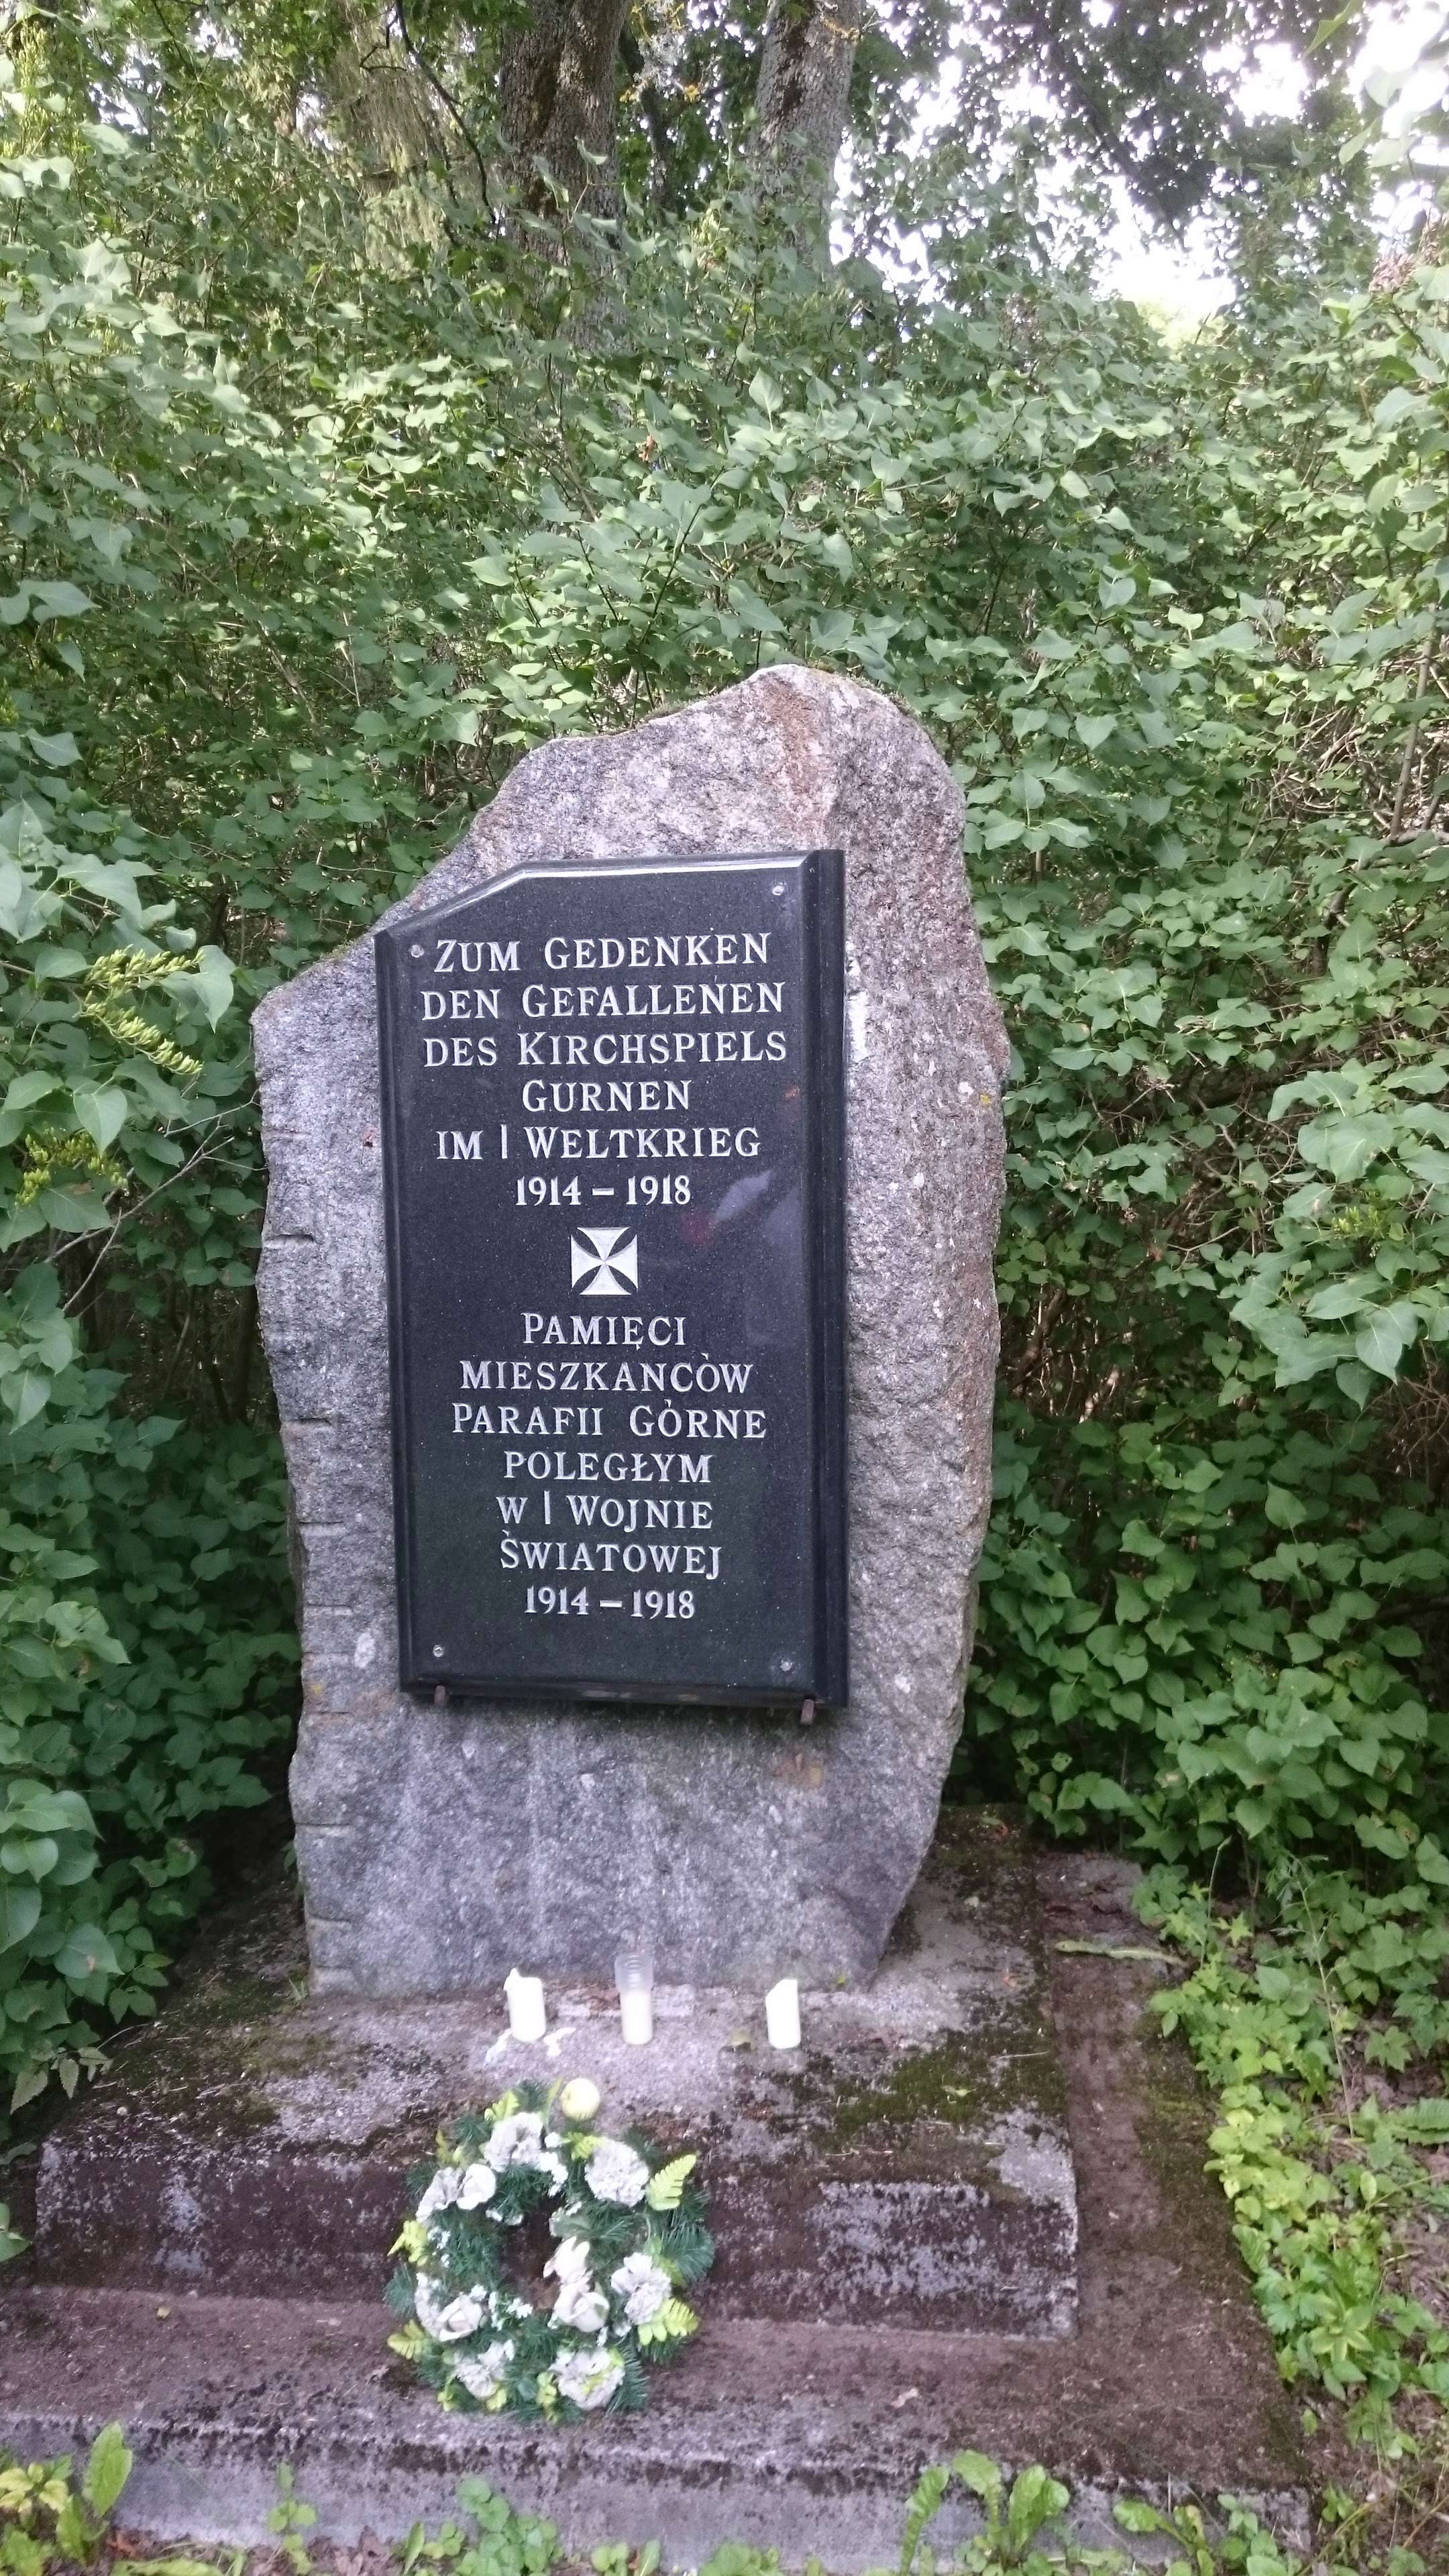 ZUM GEDENKEN
DEN GEFALLENEN
DES KIRCHSPIELS
GURNEN
IM I WELTKRIEG
1914 – 1918
PAMIĘCI
MIESZKANCÒW
PARAFII GÓRNE
POLEGŁYM
W I WOJNIE
ŚWIATOWEJ
1914 – 1918